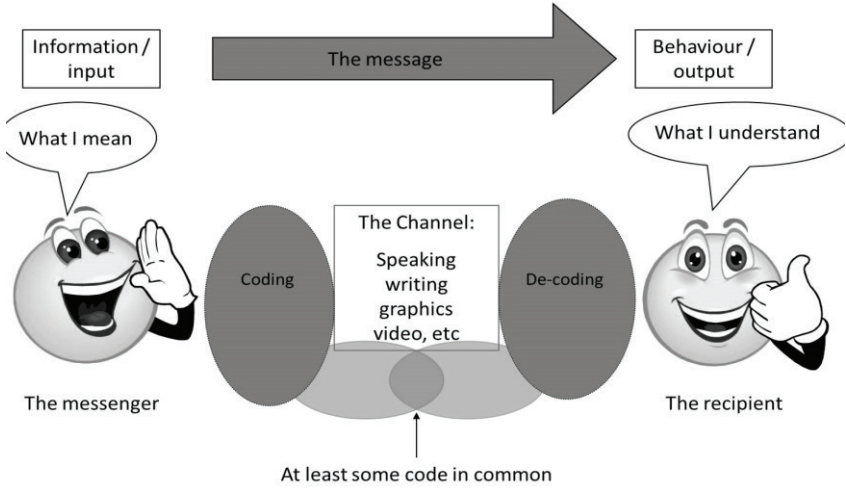 Information /
input
The message
Behaviour /
output
What I mean
What I understand
The Channel:
Speaking
writing
graphics
video, etc
Coding
De-coding
The messenger
The recipient
At least some code in common